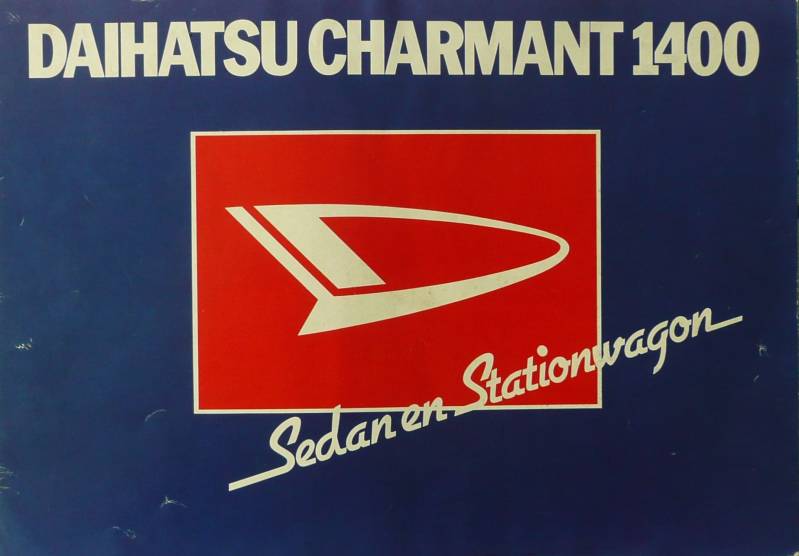 DAIHATSU CHARMANT 1400
Sedan en Stationwagon